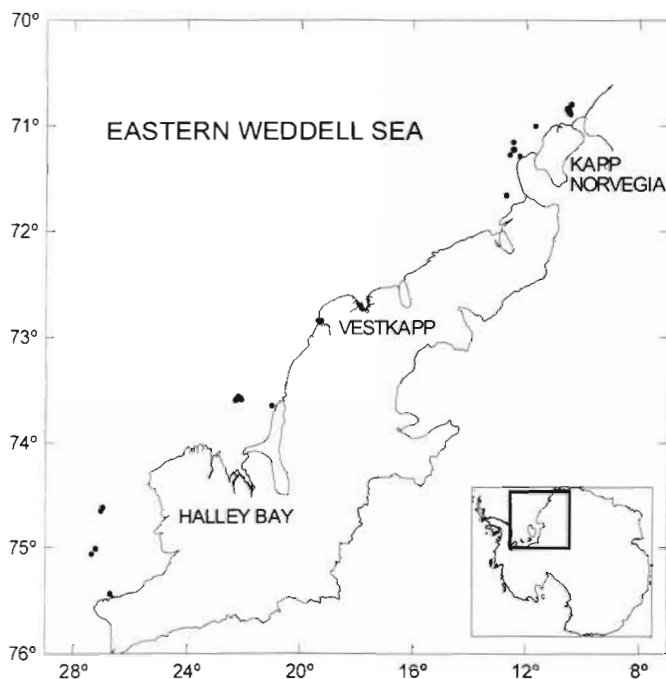 70°
71°
EASTERN WEDDELL SEA
KAPP
NORVEGIA
72°
73°
VESTKAPP
74°
HALLEY BAY
75°
76°
28° 24° 20° 16° 12° 8°